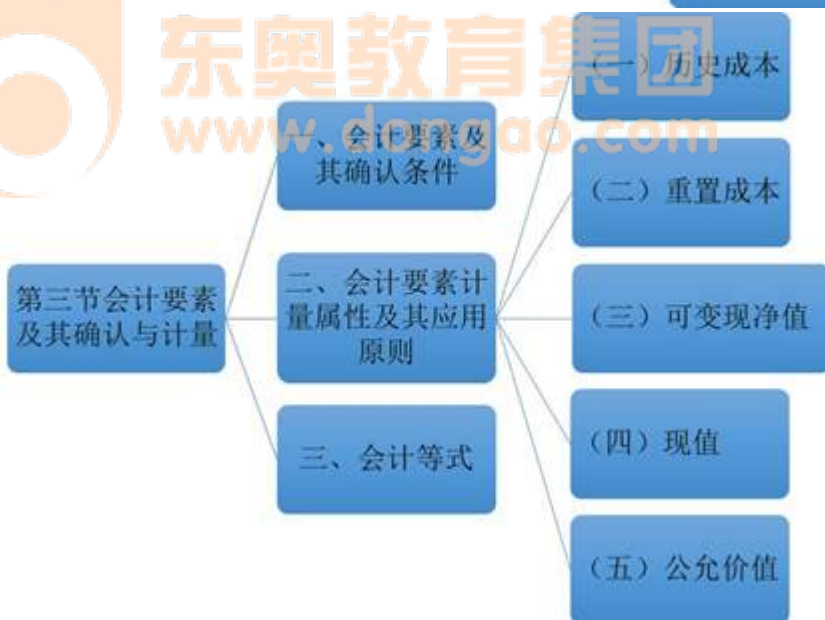 东奥教育集团
www.dongao.com
第三节会计要素
及其确认与计量
一、会计要素及
其确认条件
二、会计要素计
量属性及其应用
原则
三、会计等式
（一）历史成本
（二）重置成本
（三）可变现净值
（四）现值
（五）公允价值